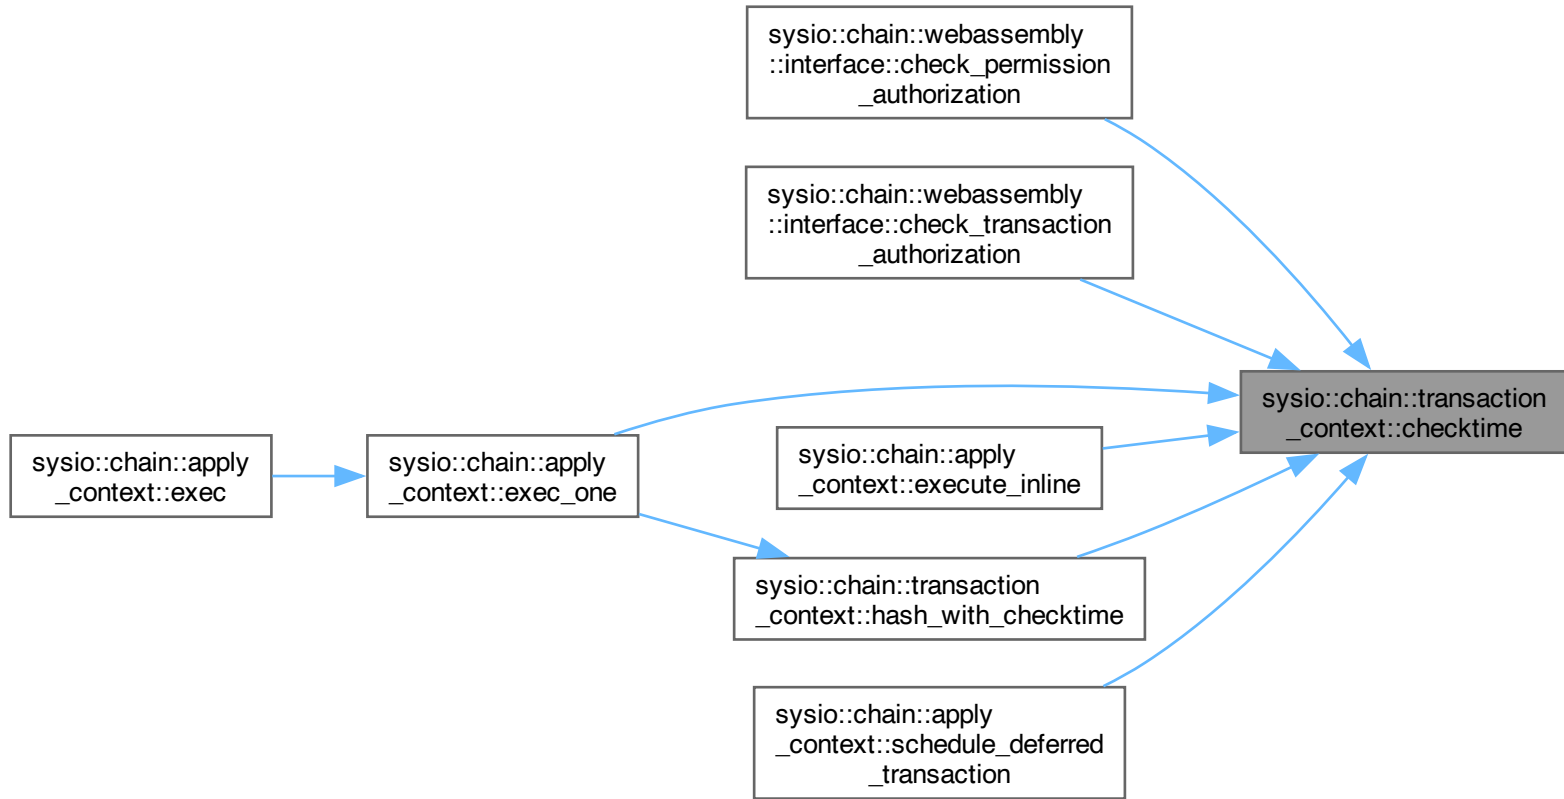 sysio::chain::webassembly
::interface::check_permission
_authorization
sysio::chain::webassembly
::interface::check_transaction
_authorization
sysio::chain::transaction
_context::checktime
sysio::chain::apply
_context::exec
sysio::chain::apply
_context::exec_one
sysio::chain::apply
_context::execute_inline
sysio::chain::transaction
_context::hash_with_checktime
sysio::chain::apply
_context::schedule_deferred
_transaction